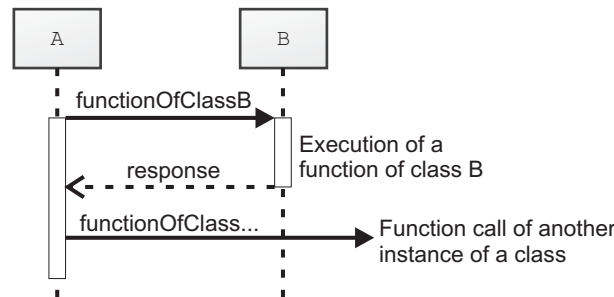 A
B
functionOfClassB
Execution of a
function of class B
response
functionOfClass...
Function call of another
instance of a class